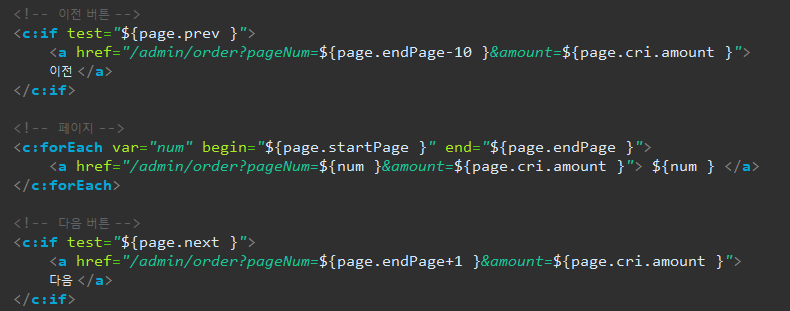 <!-- 이전 버튼 -->
<c:if test="${page.prev }">
    <a href="/admin/order?pageNum=${page.endPage-10 }&amount=${page.cri.amount }">
    이전 </a>
</c:if>

<!-- 페이지 -->
<c:forEach var="num" begin="${page.startPage }" end="${page.endPage }">
    <a href="/admin/order?pageNum=${num }&amount=${page.cri.amount }"> ${num } </a>
</c:forEach>

<!-- 다음 버튼 -->
<c:if test="${page.next }">
    <a href="/admin/order?pageNum=${page.endPage+1 }&amount=${page.cri.amount }">
    다음 </a>
</c:if>